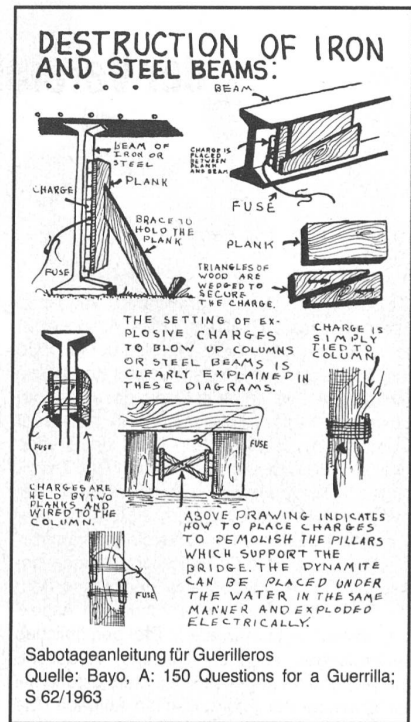 DESTRUCTION OF IRON
AND STEEL BEAMS:
BEAM
BEAM OF
IRON OR
STEEL
CHARGE IS
PLACED
BETWEEN
PLANK
AND BEAM
PLANK
CHARGE
BRACE TO
HOLD THE
PLANK
FUSE
FUSE
PLANK
TRIANGLES OF
WOOD ARE
WEDGED TO
SECURE
THE CHARGE.
THE SETTING OF EX-
PLOSIVE CHARGES
TO BLOW UP COLUMNS
OR STEEL BEAMS IS
CLEARLY EXPLAINED IN
THESE DIAGRAMS.
CHARGE IS
SIMPLY
TIED TO
COLUMN.
FUSE
FUSE
CHARGES ARE
HELD BY TWO
PLANKS AND
WIRED TO THE
COLUMN.
FUSE
ABOVE DRAWING INDICATES
HOW TO PLACE CHARGES
TO DEMOLISH THE PILLARS
WHICH SUPPORT THE
BRIDGE. THE DYNAMITE
CAN BE PLACED UNDER
THE WATER IN THE SAME
MANNER AND EXPLODED
ELECTRICALLY.
Sabotageanleitung für Guerilleros
Quelle: Bayo, A: 150 Questions for a Guerrilla;
S 62/1963